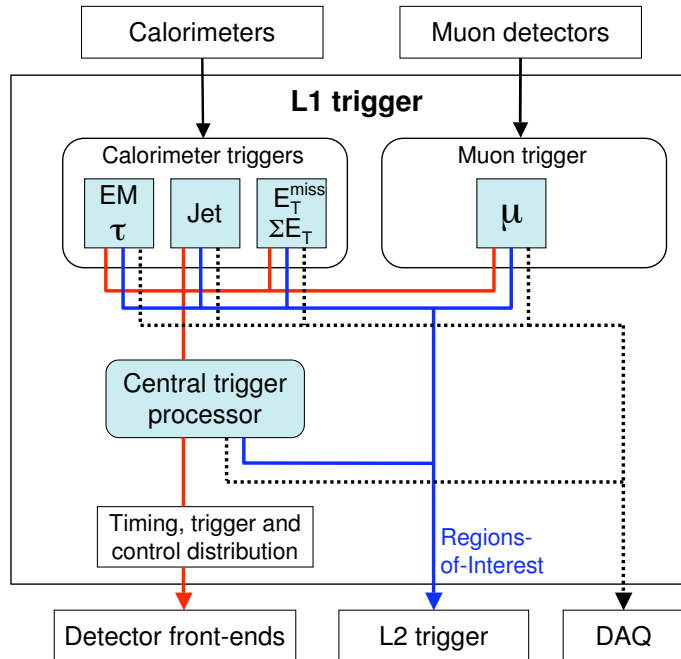 Calorimeters
Muon detectors
L1 trigger
Calorimeter triggers
Muon trigger
EM
τ
Jet
E_T^miss
ΣE_T
μ
Central trigger
processor
Timing, trigger and
control distribution
Regions-
of-Interest
Detector front-ends
L2 trigger
DAQ